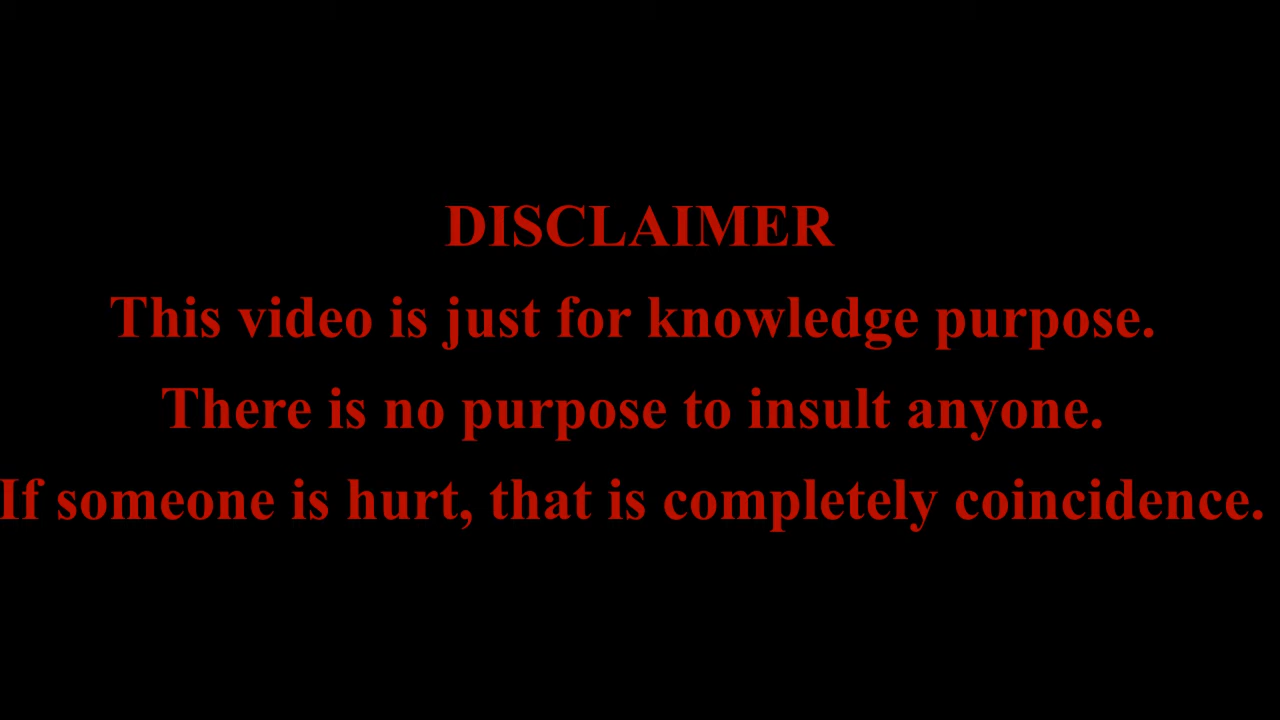 DISCLAIMER
This video is just for knowledge purpose.
There is no purpose to insult anyone.
If someone is hurt, that is completely coincidence.